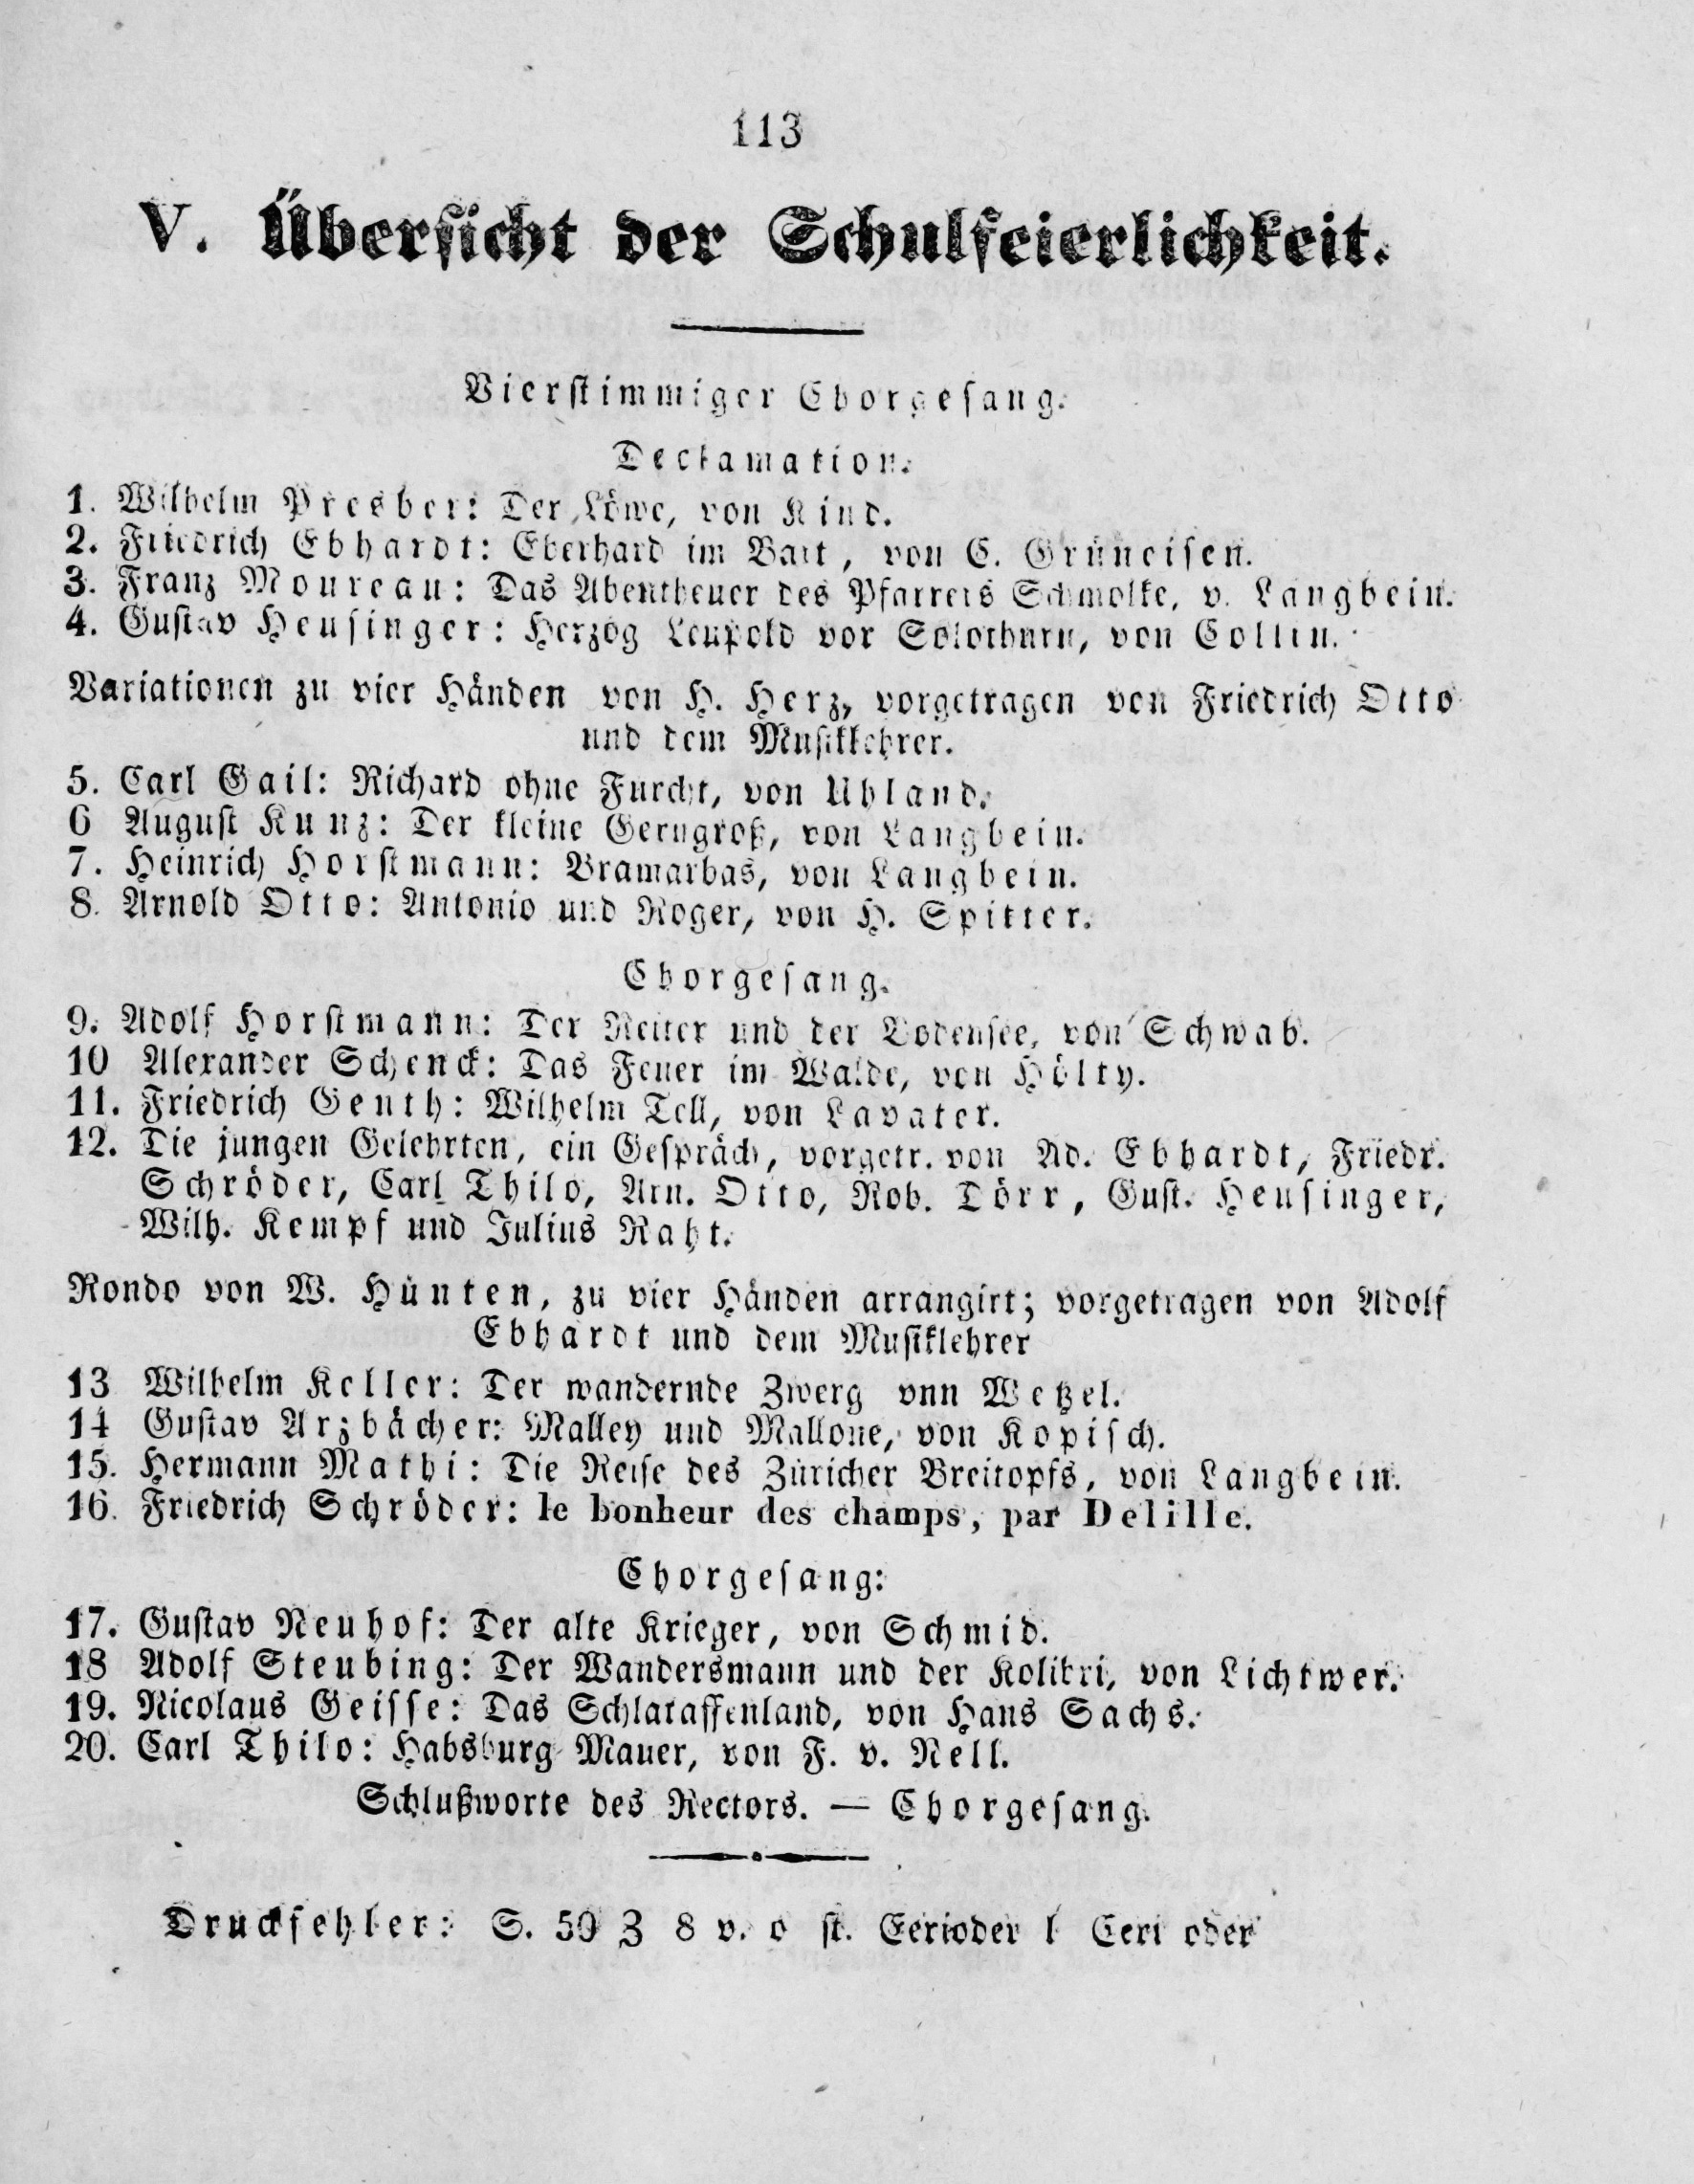 113
V. Übersicht der Schulfeierlichkeit.
Vierstimmiger Chorgesang.
Declamation.
1. Wilhelm Presber: Der Löwe, von Kind.
2. Friedrich Ebhardt: Eberhard im Bart, von C. Grüneisen.
3. Franz Moureau: Das Abentheuer des Pfarrers Schmolke, v. Langbein.
4. Gustav Heusinger: Herzog Leupold vor Solothurn, von Collin.
Variationen zu vier Händen von H. Herz, vorgetragen von Friedrich Otto
und dem Musiklehrer.
5. Carl Gail: Richard ohne Furcht, von Uhland.
6 August Kunz: Der kleine Gerngroß, von Langbein.
7. Heinrich Horstmann: Bramarbas, von Langbein.
8. Arnold Otto: Antonio und Roger, von H. Spitter.
Chorgesang.
9. Adolf Horstmann: Der Reiter und der Bodensee, von Schwab.
10 Alexander Schenck: Das Feuer im Walde, von Hölty.
11. Friedrich Genth: Wilhelm Tell, von Lavater.
12. Die jungen Gelehrten, ein Gespräch, vorgetr. von Ad. Ebhardt, Friedr.
Schröder, Carl Thilo, Arn. Otto, Rob. Dörr, Gust. Heusinger,
Wilh. Kempf und Julius Raht.
Rondo von W. Hünten, zu vier Händen arrangirt; vorgetragen von Adolf
Ebhardt und dem Musiklehrer
13 Wilhelm Keller: Der wandernde Zwerg vnn Wetzel.
14 Gustav Arzbächer: Malley und Mallone, von Kopisch.
15. Hermann Mathi: Die Reise des Züricher Breitopfs, von Langbein.
16. Friedrich Schröder: le bonheur des champs, par Delille.
Chorgesang:
17. Gustav Neuhof: Der alte Krieger, von Schmid.
18 Adolf Steubing: Der Wandersmann und der Kolibri, von Lichtwer.
19. Nicolaus Geisse: Das Schlaraffenland, von Hans Sachs.
20. Carl Thilo: Habsburg Mauer, von F. v. Nell.
Schlußworte des Rectors. — Chorgesang.
Druckfehler: S. 59 Z 8 v. o st. Eerioder l Ceri oder